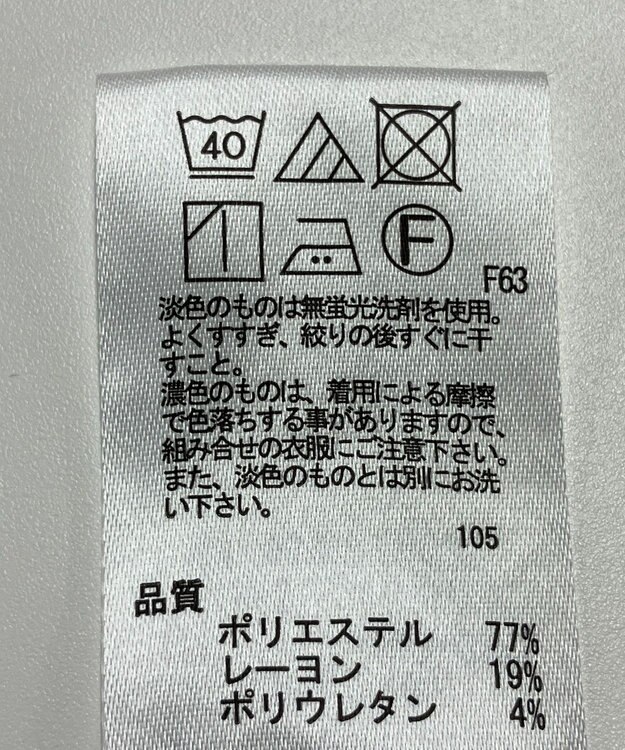 40
F
F63
淡色のものは無蛍光洗剤を使用。
よくすすぎ、絞りの後すぐに干
すこと。
濃色のものは、着用による摩擦
で色落ちする事がありますので、
組み合せの衣服にご注意下さい。
また、淡色のものとは別にお洗
い下さい。
105
品質
ポリエステル 77%
レーヨン 19%
ポリウレタン 4%